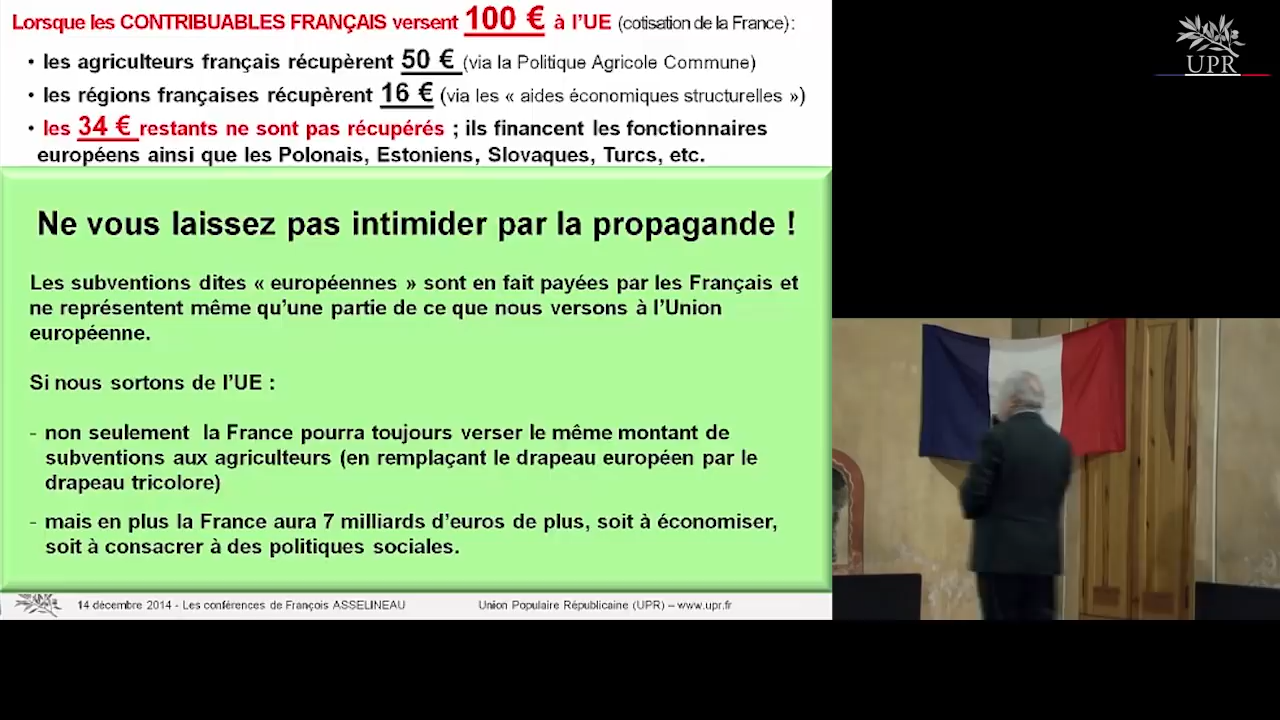 Lorsque les CONTRIBUABLES FRANÇAIS versent 100 € à l'UE (cotisation de la France) :
• les agriculteurs français récupèrent 50 € (via la Politique Agricole Commune)
• les régions françaises récupèrent 16 € (via les « aides économiques structurelles »)
• les 34 € restants ne sont pas récupérés ; ils financent les fonctionnaires
européens ainsi que les Polonais, Estoniens, Slovaques, Turcs, etc.
Ne vous laissez pas intimider par la propagande !
Les subventions dites « européennes » sont en fait payées par les Français et
ne représentent même qu'une partie de ce que nous versons à l'Union
européenne.
Si nous sortons de l'UE :
- non seulement la France pourra toujours verser le même montant de
subventions aux agriculteurs (en remplaçant le drapeau européen par le
drapeau tricolore)
- mais en plus la France aura 7 milliards d'euros de plus, soit à économiser,
soit à consacrer à des politiques sociales.
14 décembre 2014 - Les conférences de François ASSELINEAU
Union Populaire Républicaine (UPR) – www.upr.fr
UPR